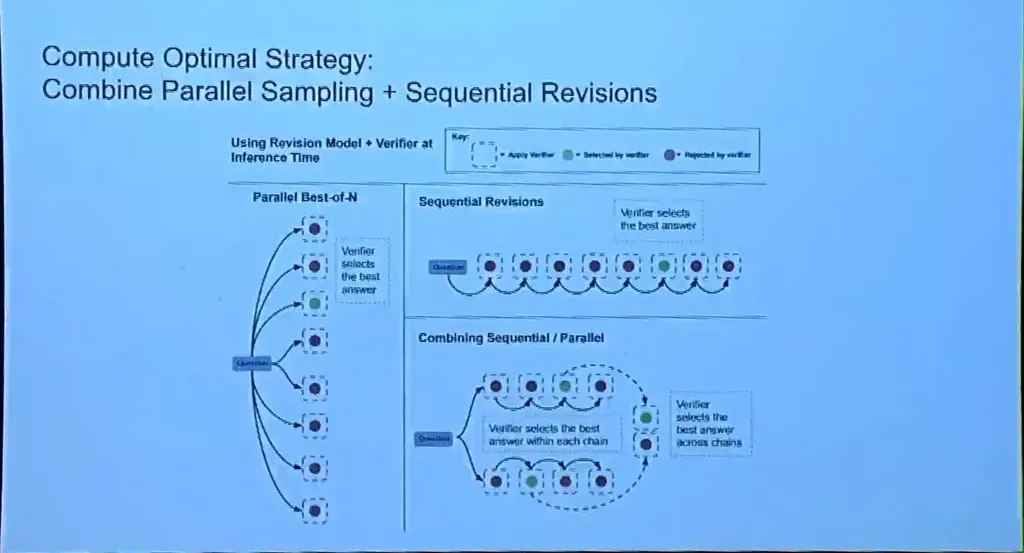 Compute Optimal Strategy:
Combine Parallel Sampling + Sequential Revisions
Using Revision Model + Verifier at
Inference Time
Key:
= Apply Verifier
= Selected by verifier
= Rejected by verifier
Parallel Best-of-N
Verifier
selects
the best
answer
Question
Sequential Revisions
Verifier selects
the best answer
Question
Combining Sequential / Parallel
Question
Verifier selects the best
answer within each chain
Verifier
selects the
best answer
across chains